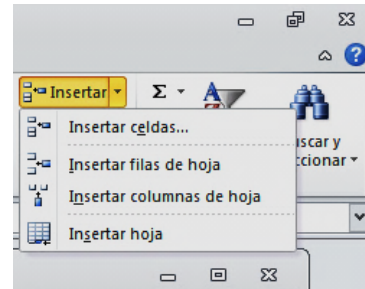 Insertar
Σ
A
Insertar celdas...
Insertar filas de hoja
Insertar columnas de hoja
Insertar hoja
scar y
ccionar